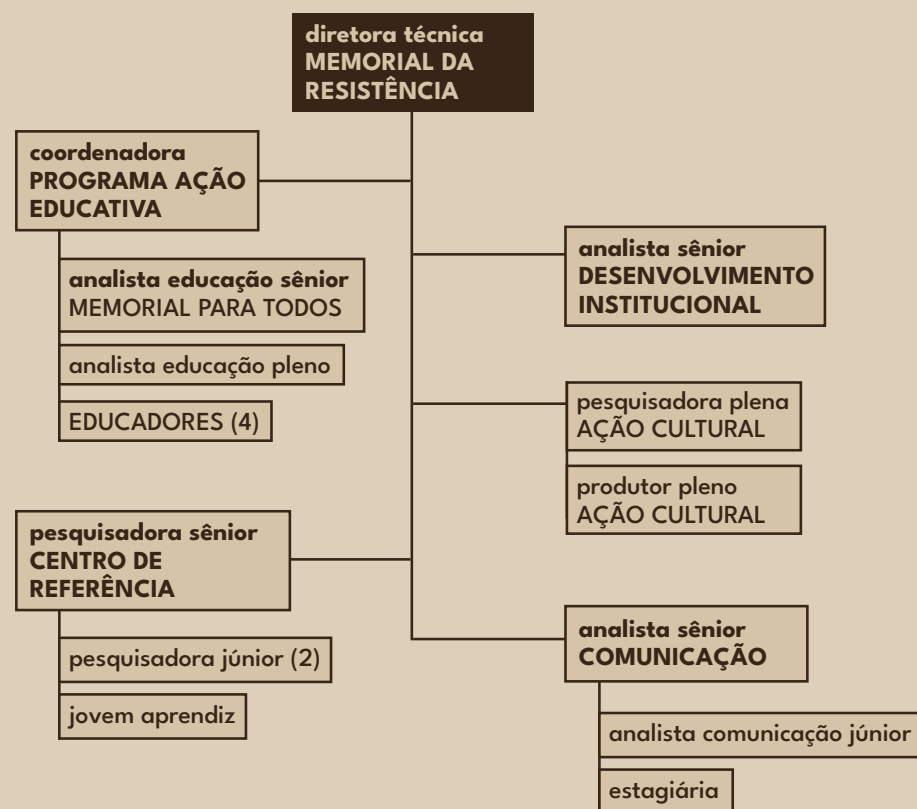 diretora técnica
MEMORIAL DA
RESISTÊNCIA
coordenadora
PROGRAMA AÇÃO
EDUCATIVA
analista educação sênior
MEMORIAL PARA TODOS
analista educação pleno
EDUCADORES (4)
pesquisadora sênior
CENTRO DE
REFERÊNCIA
pesquisadora júnior (2)
jovem aprendiz
analista sênior
DESENVOLVIMENTO
INSTITUCIONAL
pesquisadora plena
AÇÃO CULTURAL
produtor pleno
AÇÃO CULTURAL
analista sênior
COMUNICAÇÃO
analista comunicação júnior
estagiária